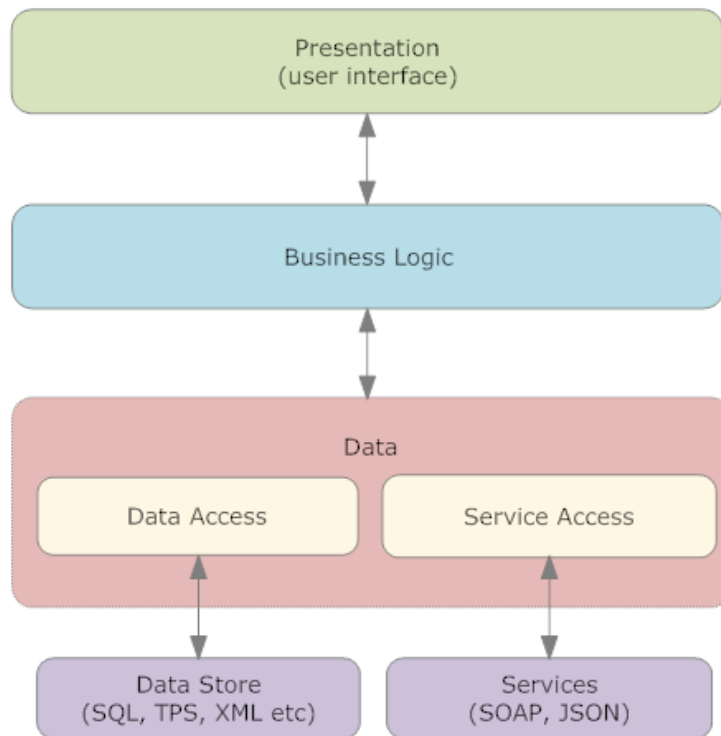 Presentation
(user interface)
Business Logic
Data
Data Access
Service Access
Data Store
(SQL, TPS, XML etc)
Services
(SOAP, JSON)